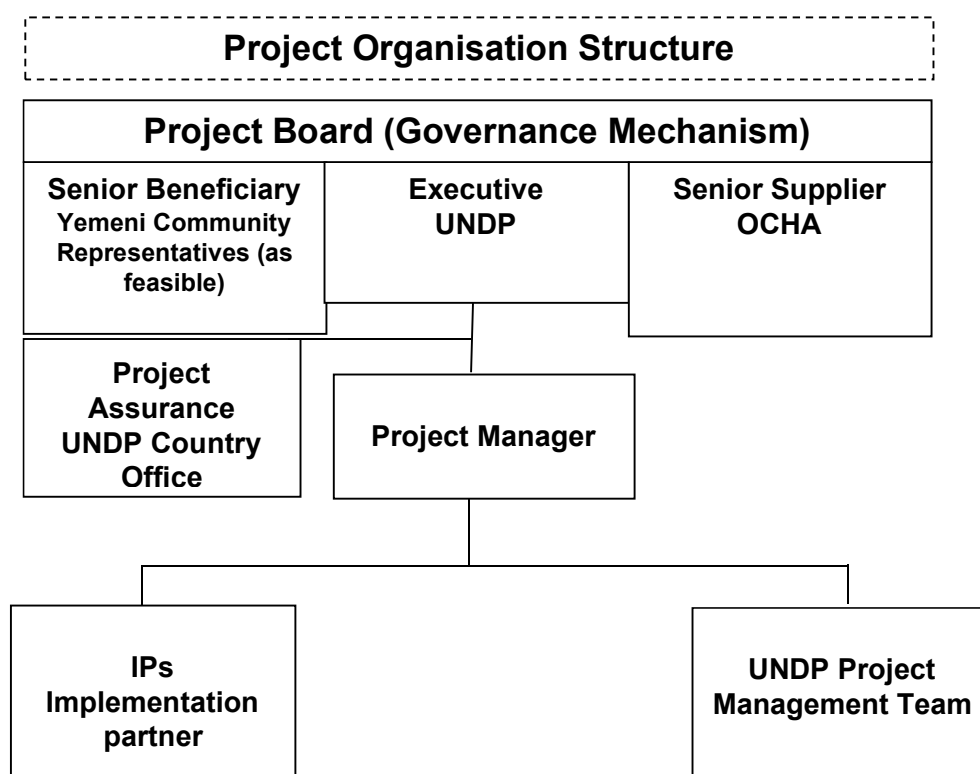 Project Organisation Structure
Project Board (Governance Mechanism)
Senior Beneficiary
Yemeni Community
Representatives (as
feasible)
Executive
UNDP
Senior Supplier
OCHA
Project
Assurance
UNDP Country
Office
Project Manager
IPs
Implementation
partner
UNDP Project
Management Team